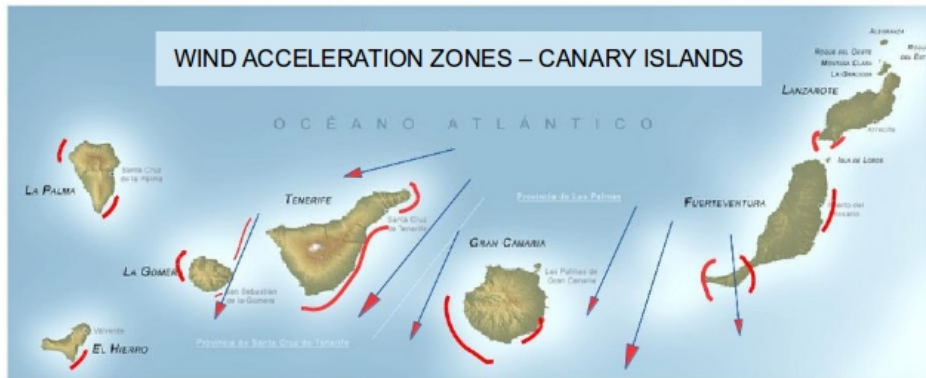 WIND ACCELERATION ZONES – CANARY ISLANDS
ALEGRANZA
ROQUE DEL OESTE
ROQUE
DEL EST
MONTAÑA CLARA
LA GRACIOSA
LANZAROTE
Arrecife
OCÉANO ATLÁNTICO
ISLA DE LOBOS
Santa Cruz
de la Palma
LA PALMA
TENERIFE
Provincia de Las Palmas
FUERTEVENTURA
Puerto del
Rosario
Santa Cruz
de Tenerife
GRAN CANARIA
LA GOMERA
Las Palmas de
Gran Canaria
San Sebastián
de la Gomera
Valverde
EL HIERRO
Provincia de Santa Cruz de Tenerife